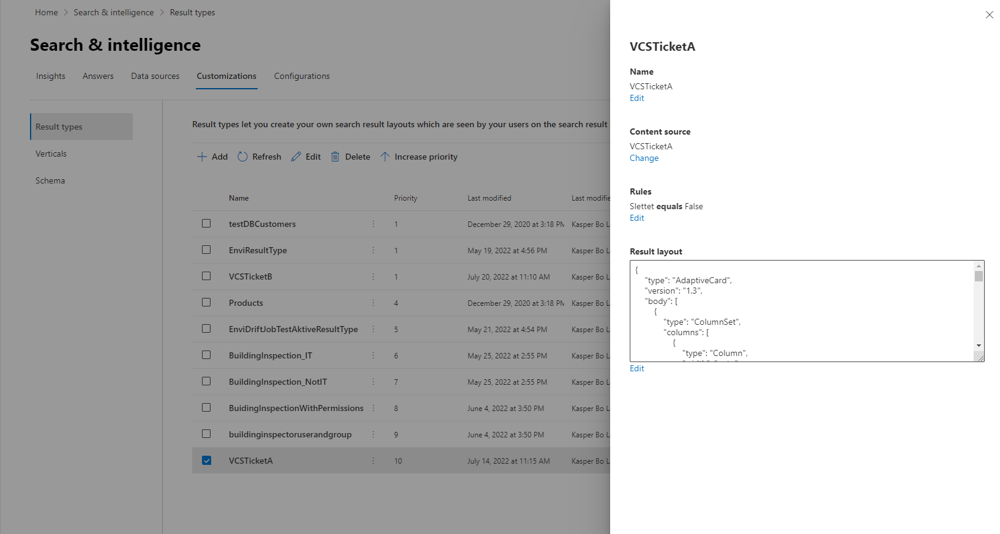 Home > Search & intelligence > Result types
Search & intelligence
Insights Answers Data sources Customizations Configurations
Result types
Verticals
Schema
Result types let you create your own search result layouts which are seen by your users on the search result
Add Refresh Edit Delete Increase priority
Name Priority Last modified Last modifie
testDBCustomers 1 December 29, 2020 at 3:18 PM Kasper Bo L
EnviResultType 1 May 19, 2022 at 4:56 PM Kasper Bo L
VCSTicketB 1 July 20, 2022 at 11:10 AM Kasper Bo L
Products 4 December 29, 2020 at 3:18 PM Kasper Bo L
EnviDriftJobTestAktiveResultType 5 May 21, 2022 at 4:54 PM Kasper Bo L
BuildingInspection_IT 6 May 25, 2022 at 2:55 PM Kasper Bo L
BuildingInspection_NotIT 7 May 25, 2022 at 2:55 PM Kasper Bo L
BuidingInspectionWithPermissions 8 June 4, 2022 at 3:50 PM Kasper Bo L
buildinginspectoruserandgroup 9 June 4, 2022 at 3:50 PM Kasper Bo L
VCSTicketA 10 July 14, 2022 at 11:15 AM Kasper Bo L
VCSTicketA
Name
VCSTicketA
Edit
Content source
VCSTicketA
Change
Rules
Slettet equals False
Edit
Result layout
{
"type": "AdaptiveCard",
"version": "1.3",
"body": [
{
"type": "ColumnSet",
"columns": [
{
"type": "Column",
Edit